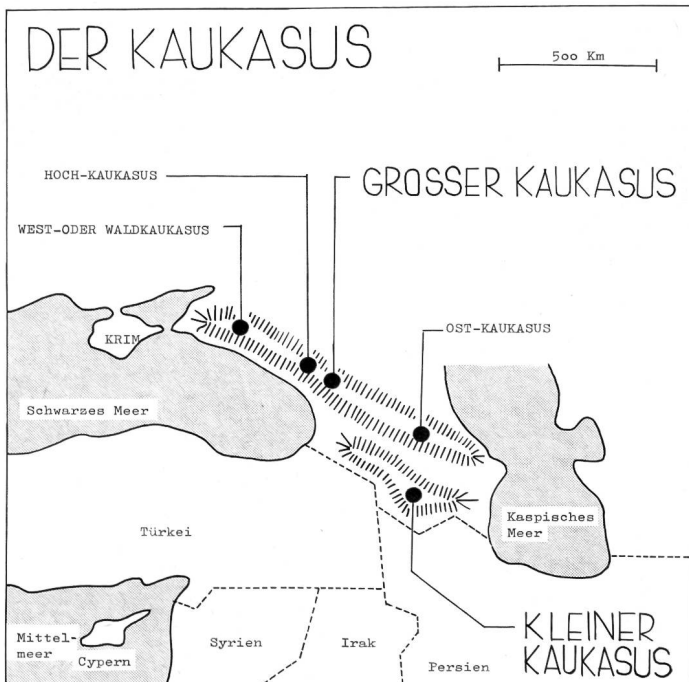 DER KAUKASUS
500 Km
HOCH-KAUKASUS
GROSSER KAUKASUS
WEST-ODER WALDKAUKASUS
KRIM
OST-KAUKASUS
Schwarzes Meer
Kaspisches
Meer
Türkei
KLEINER
KAUKASUS
Mittel-
meer
Cypern
Syrien
Irak
Persien